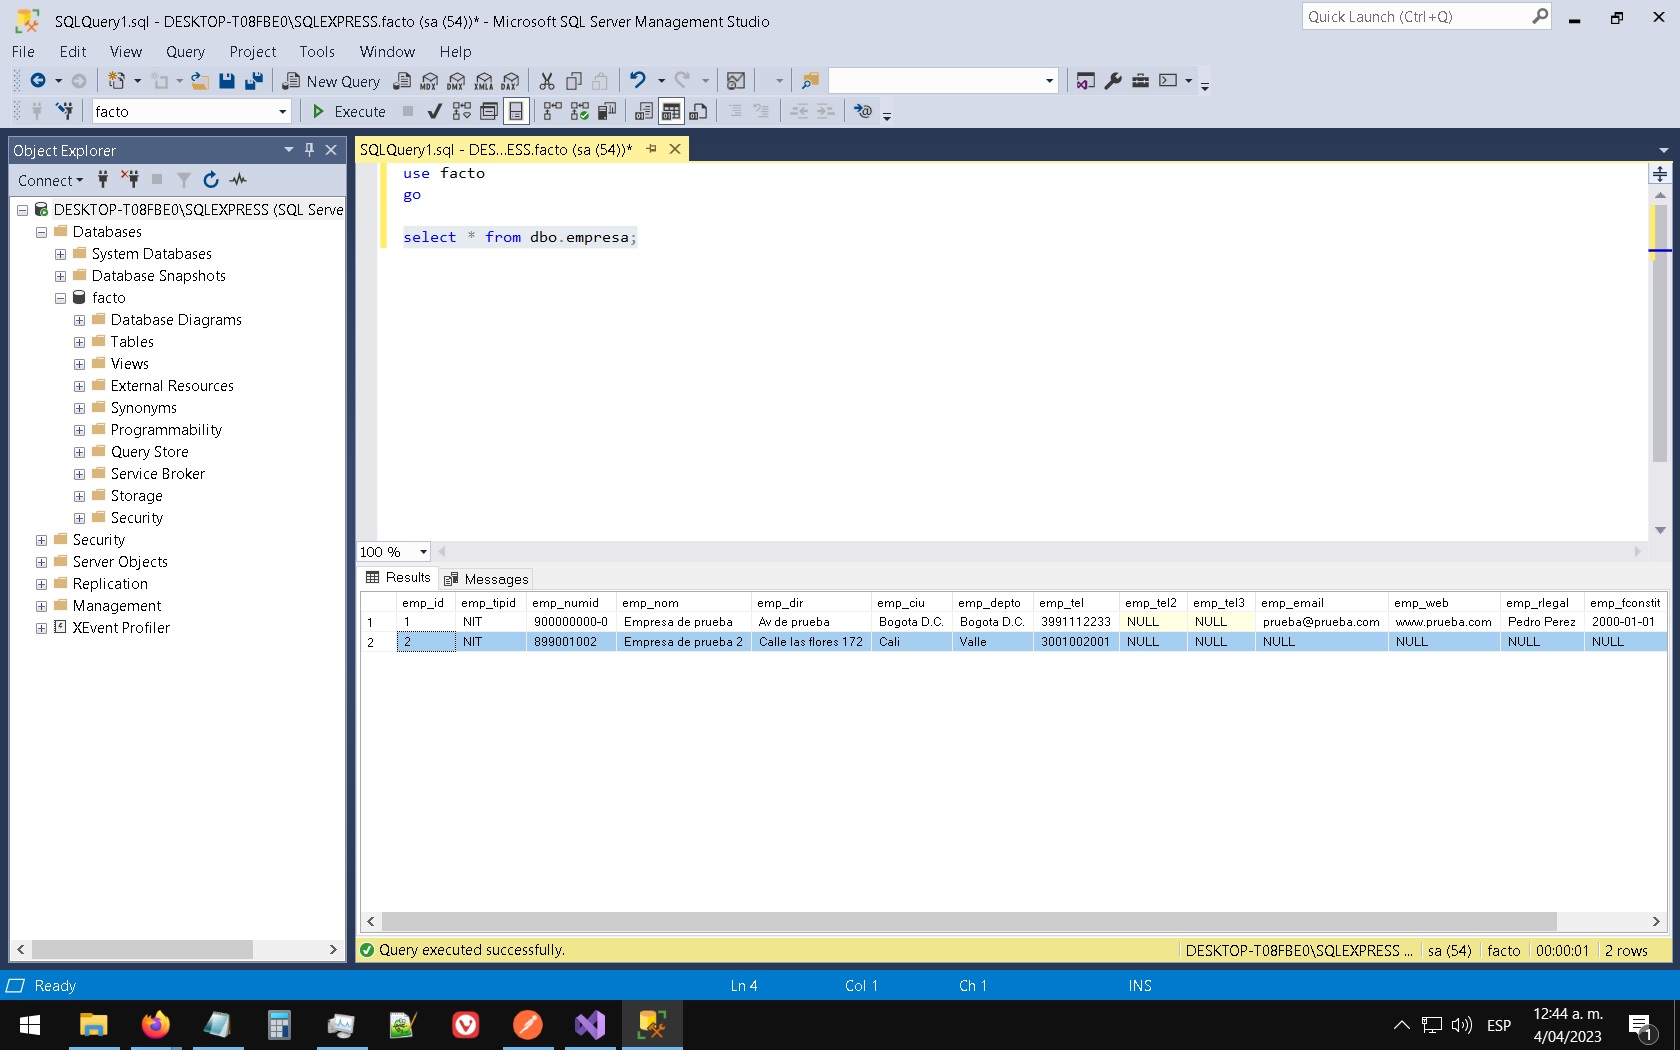 SQLQuery1.sql - DESKTOP-T08FBE0\SQLEXPRESS.facto (sa (54))* - Microsoft SQL Server Management Studio
Quick Launch (Ctrl+Q)
File Edit View Query Project Tools Window Help
New Query MDX DMX XMLA DAX
facto Execute
Object Explorer
Connect
DESKTOP-T08FBE0\SQLEXPRESS (SQL Serve
Databases
System Databases
Database Snapshots
facto
Database Diagrams
Tables
Views
External Resources
Synonyms
Programmability
Query Store
Service Broker
Storage
Security
Security
Server Objects
Replication
Management
XEvent Profiler
SQLQuery1.sql - DES...ESS.facto (sa (54))*
use facto
go
select * from dbo.empresa;
100 %
Results Messages
emp_id emp_tipid emp_numid emp_nom emp_dir emp_ciu emp_depto emp_tel emp_tel2 emp_tel3 emp_email emp_web emp_rlegal emp_fconstit
1 1 NIT 900000000-0 Empresa de prueba Av de prueba Bogota D.C. Bogota D.C. 3991112233 NULL NULL prueba@prueba.com www.prueba.com Pedro Perez 2000-01-01
2 2 NIT 899001002 Empresa de prueba 2 Calle las flores 172 Cali Valle 3001002001 NULL NULL NULL NULL NULL NULL
Query executed successfully. DESKTOP-T08FBE0\SQLEXPRESS ... sa (54) facto 00:00:01 2 rows
Ready Ln 4 Col 1 Ch 1 INS
ESP 12:44 a. m.
4/04/2023 1